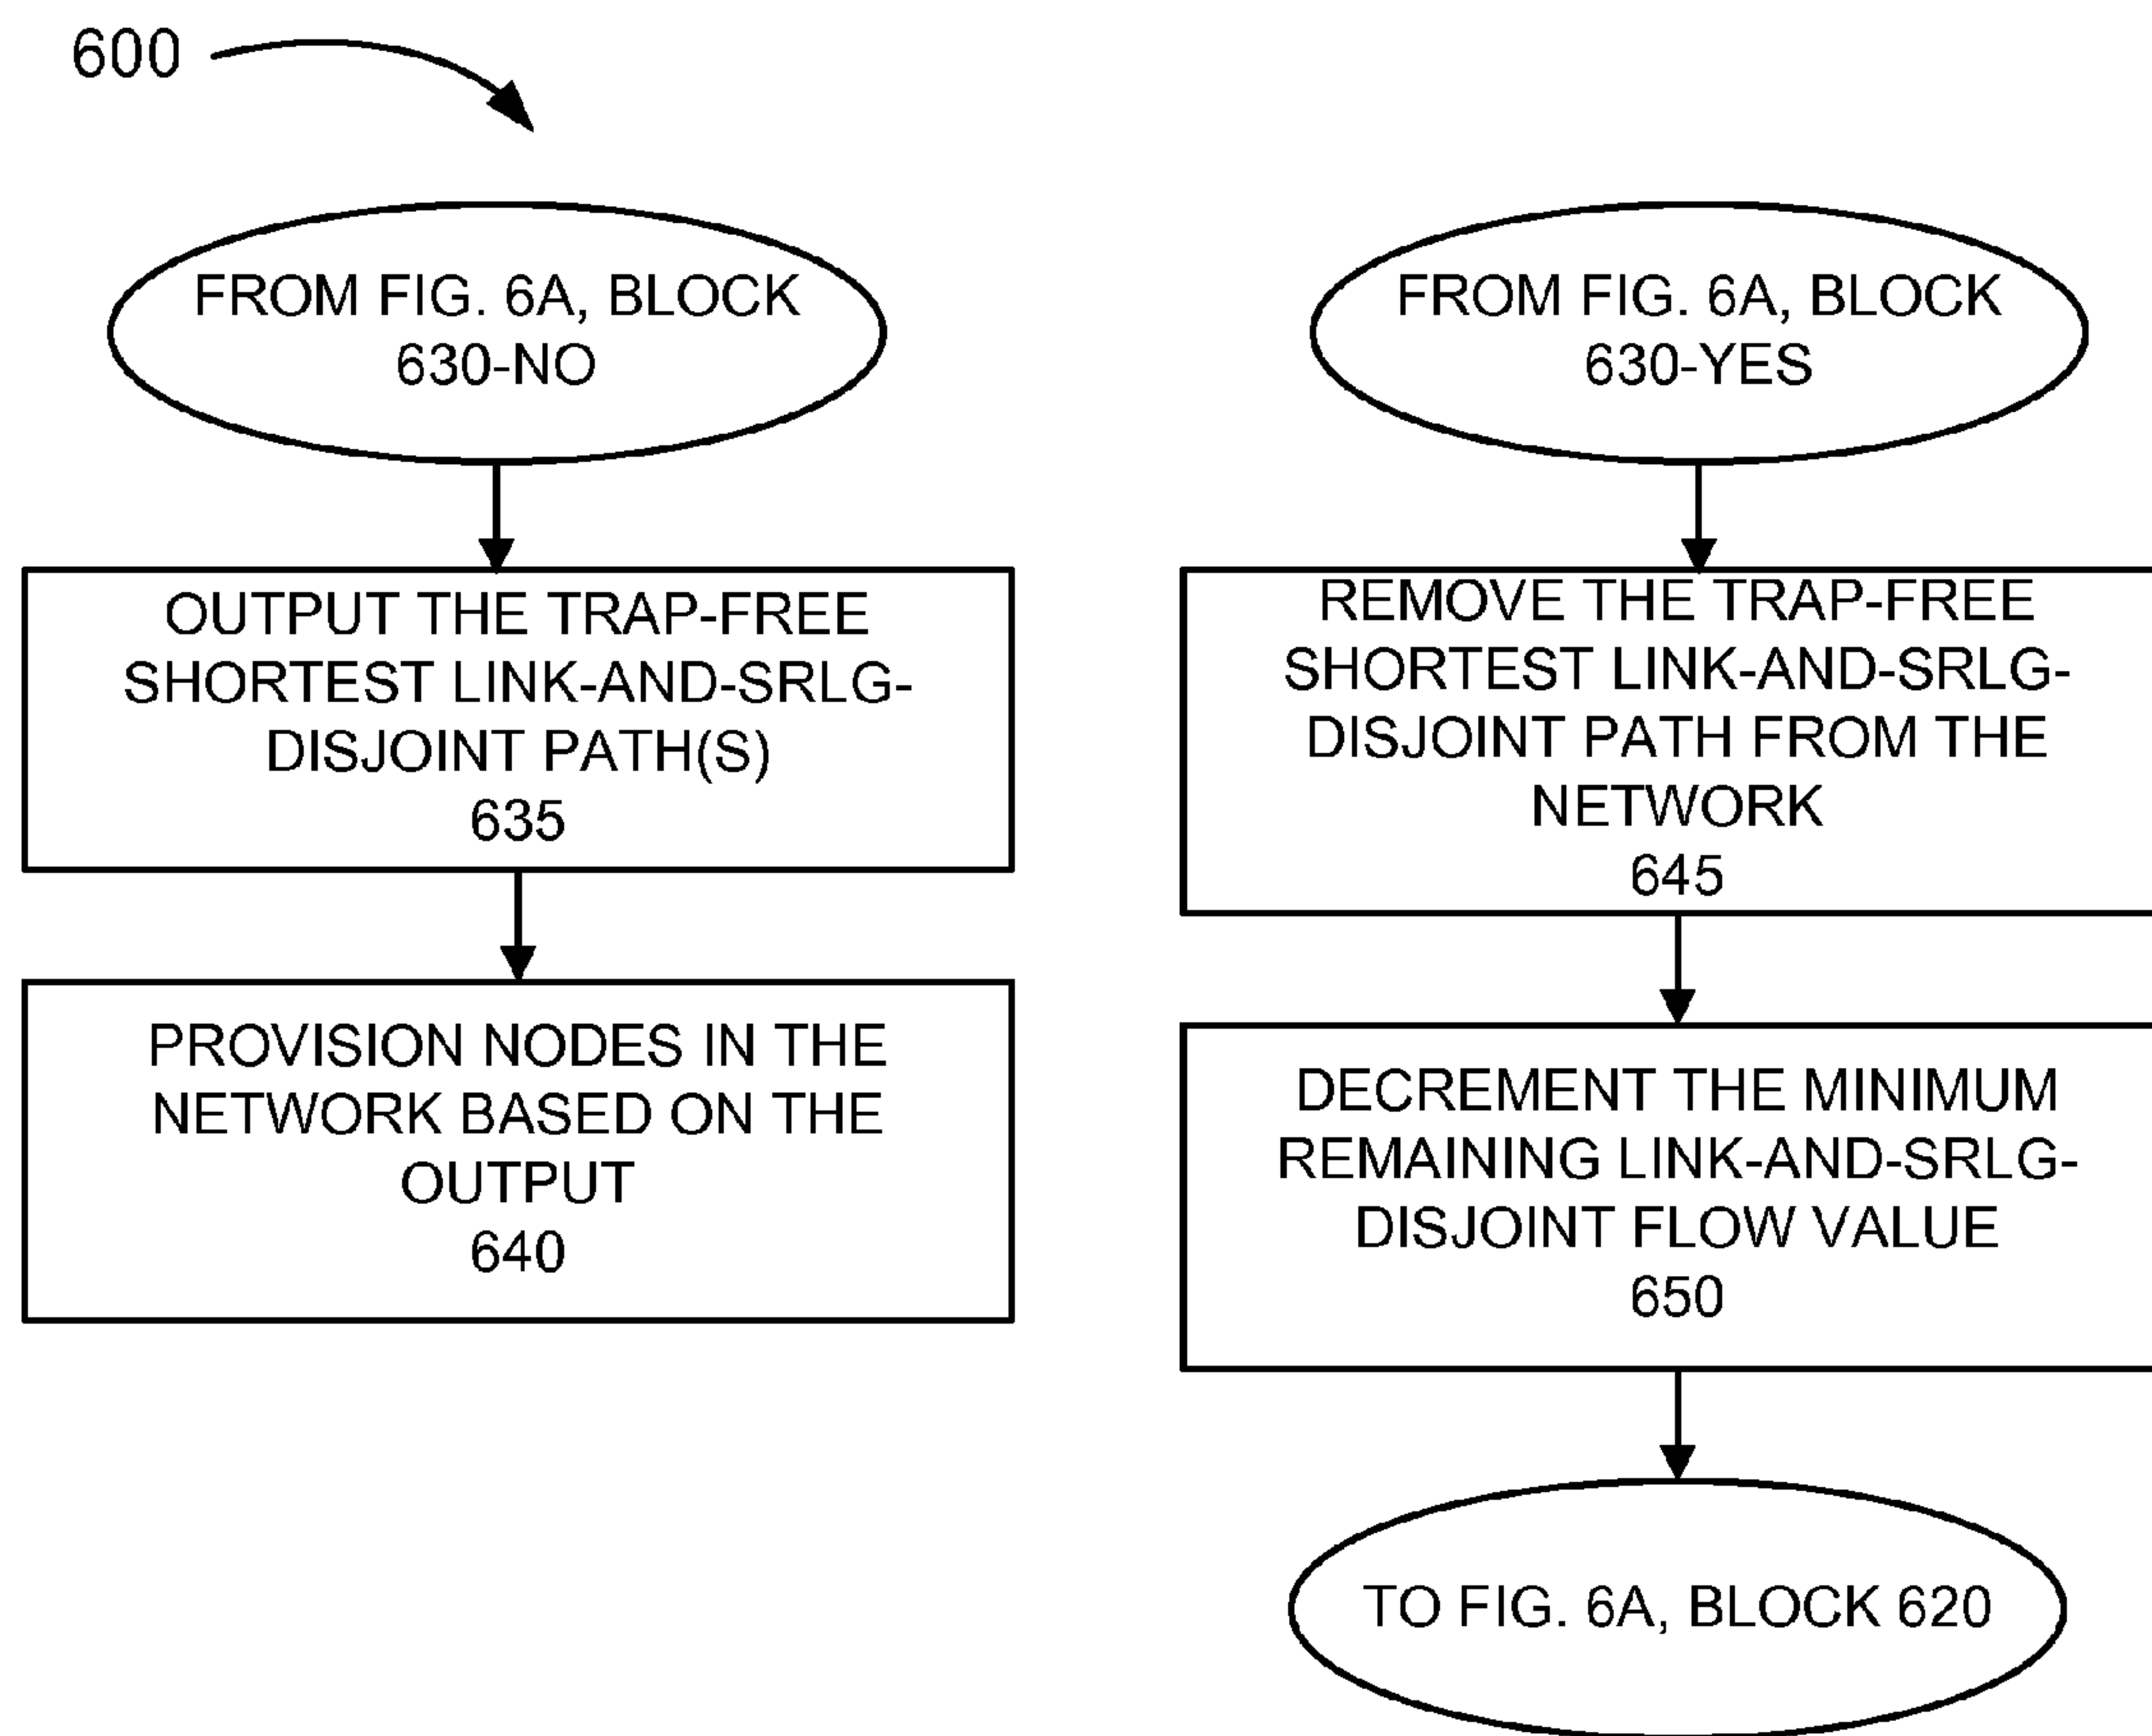 600
FROM FIG. 6A, BLOCK
630-NO
OUTPUT THE TRAP-FREE
SHORTEST LINK-AND-SRLG-
DISJOINT PATH(S)
635
PROVISION NODES IN THE
NETWORK BASED ON THE
OUTPUT
640
FROM FIG. 6A, BLOCK
630-YES
REMOVE THE TRAP-FREE
SHORTEST LINK-AND-SRLG-
DISJOINT PATH FROM THE
NETWORK
645
DECREMENT THE MINIMUM
REMAINING LINK-AND-SRLG-
DISJOINT FLOW VALUE
650
TO FIG. 6A, BLOCK 620